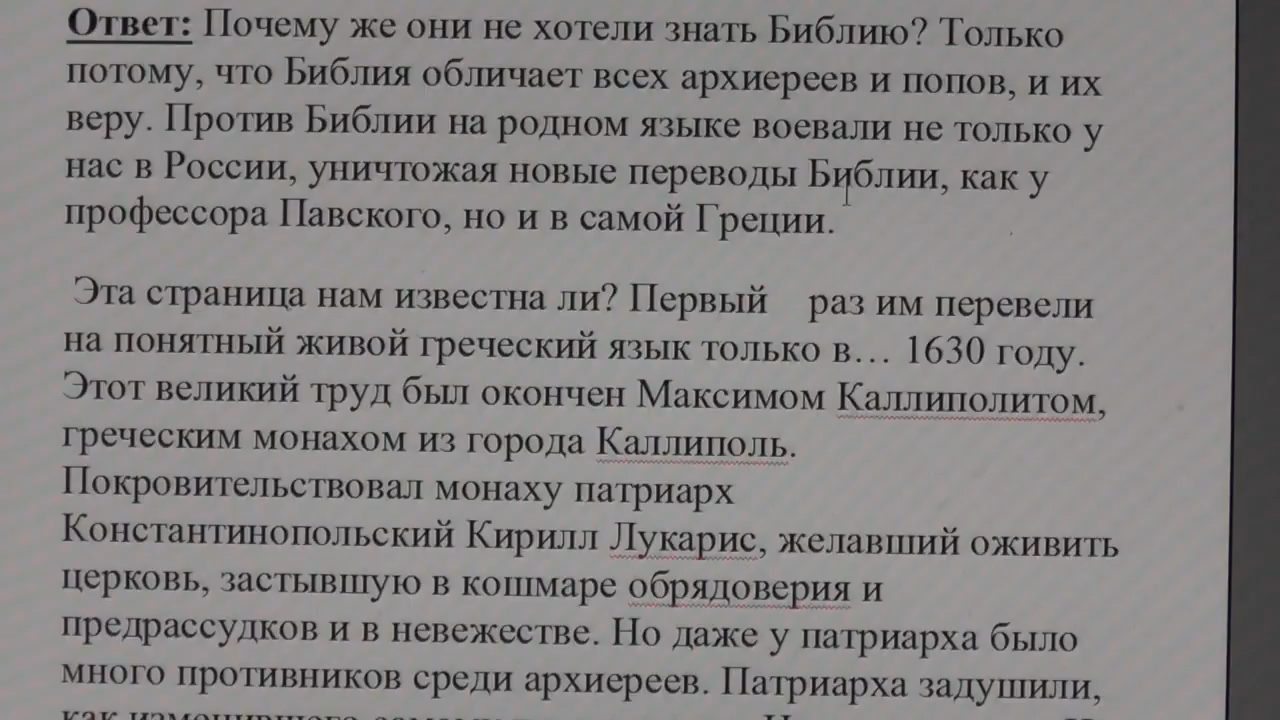 Ответ: Почему же они не хотели знать Библию? Только
потому, что Библия обличает всех архиереев и попов, и их
веру. Против Библии на родном языке воевали не только у
нас в России, уничтожая новые переводы Библии, как у
профессора Павского, но и в самой Греции.
Эта страница нам известна ли? Первый раз им перевели
на понятный живой греческий язык только в… 1630 году.
Этот великий труд был окончен Максимом Каллиполитом,
греческим монахом из города Каллиполь.
Покровительствовал монаху патриарх
Константинопольский Кирилл Лукарис, желавший оживить
церковь, застывшую в кошмаре обрядоверия и
предрассудков и в невежестве. Но даже у патриарха было
много противников среди архиереев. Патриарха задушили,